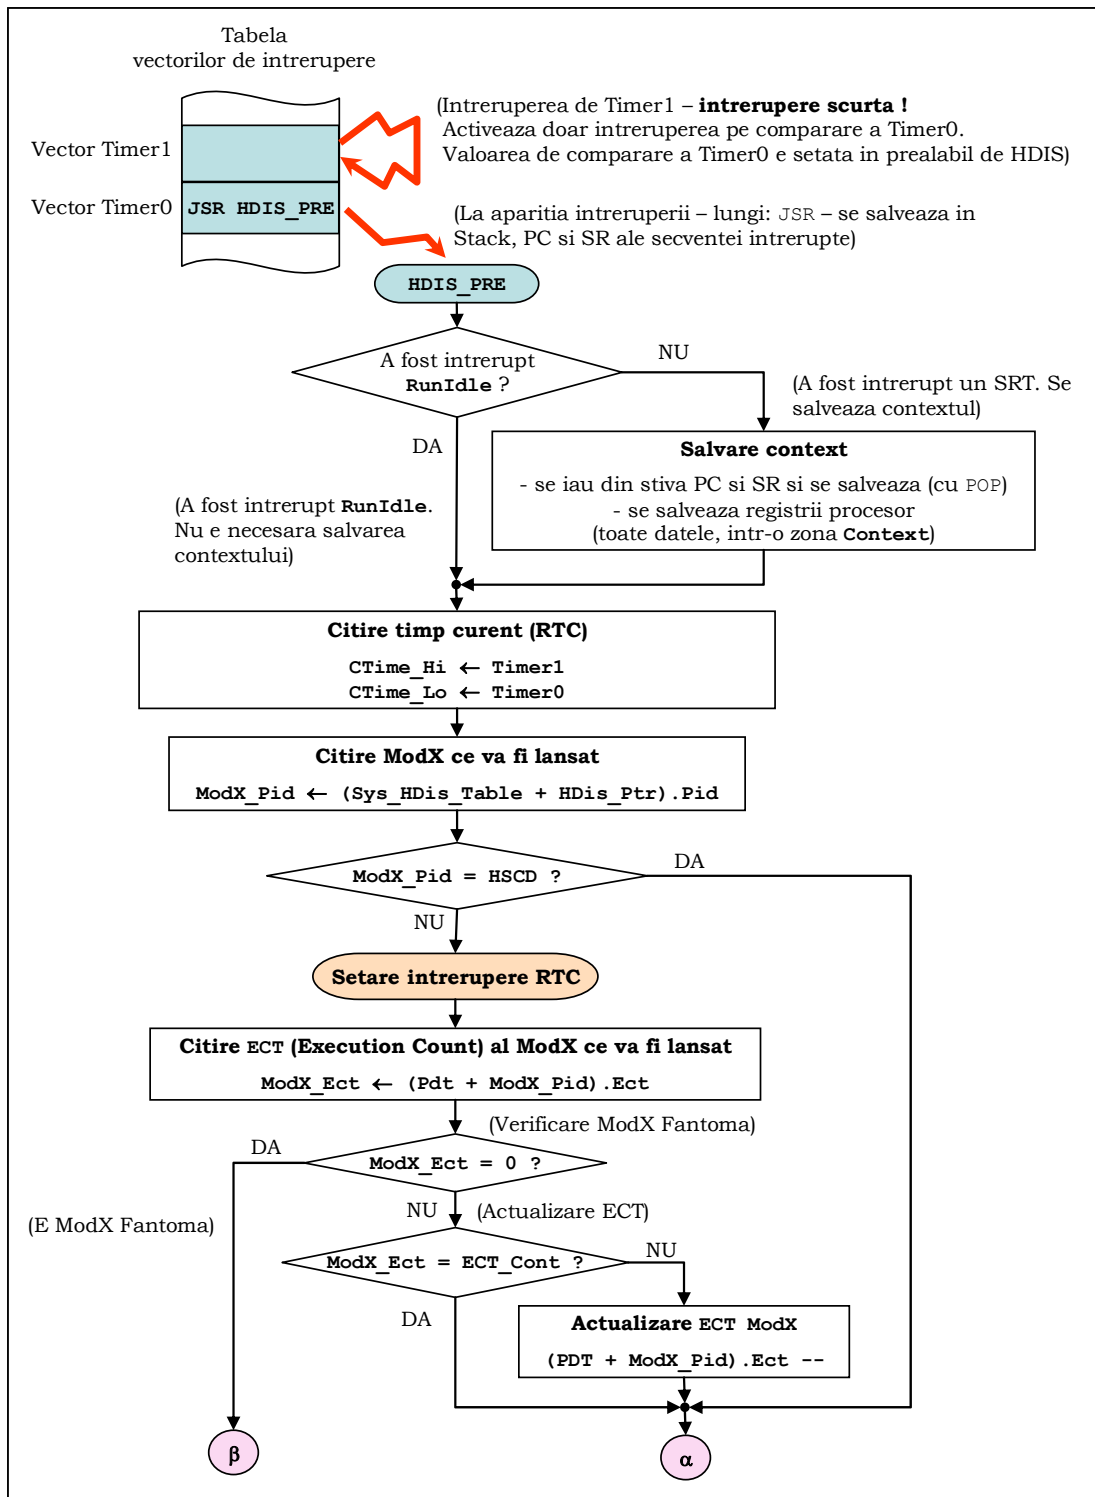 Tabela
vectorilor de intrerupere
(Intreruperea de Timer1 – intrerupere scurta !
Activeaza doar intreruperea pe comparare a Timer0.
Valoarea de comparare a Timer0 e setata in prealabil de HDIS)
Vector Timer1
Vector Timer0
JSR HDIS_PRE
(La aparitia intreruperii – lungi: JSR – se salveaza in
Stack, PC si SR ale secventei intrerupte)
HDIS_PRE
A fost intrerupt
RunIdle ?
NU
(A fost intrerupt un SRT. Se
salveaza contextul)
DA
Salvare context
- se iau din stiva PC si SR si se salveaza (cu POP)
- se salveaza registrii procesor
(toate datele, intr-o zona Context)
(A fost intrerupt RunIdle.
Nu e necesara salvarea
contextului)
Citire timp curent (RTC)
CTime_Hi ← Timer1
CTime_Lo ← Timer0
Citire ModX ce va fi lansat
ModX_Pid ← (Sys_HDis_Table + HDis_Ptr).Pid
ModX_Pid = HSCD ?
DA
NU
Setare intrerupere RTC
Citire ECT (Execution Count) al ModX ce va fi lansat
ModX_Ect ← (Pdt + ModX_Pid).Ect
(Verificare ModX Fantoma)
DA
ModX_Ect = 0 ?
NU
(Actualizare ECT)
(E ModX Fantoma)
ModX_Ect = ECT_Cont ?
NU
DA
Actualizare ECT ModX
(PDT + ModX_Pid).Ect --
β
α